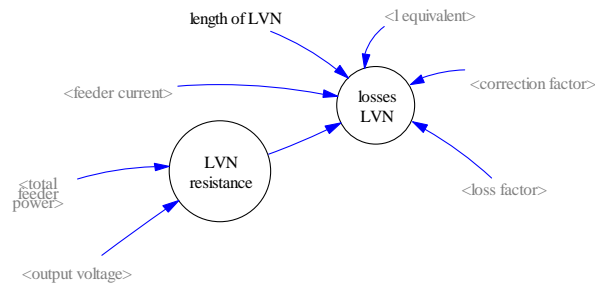 length of LVN
<l equivalent>
<feeder current>
losses
LVN
<correction factor>
LVN
resistance
<total
feeder
power>
<loss factor>
<output voltage>